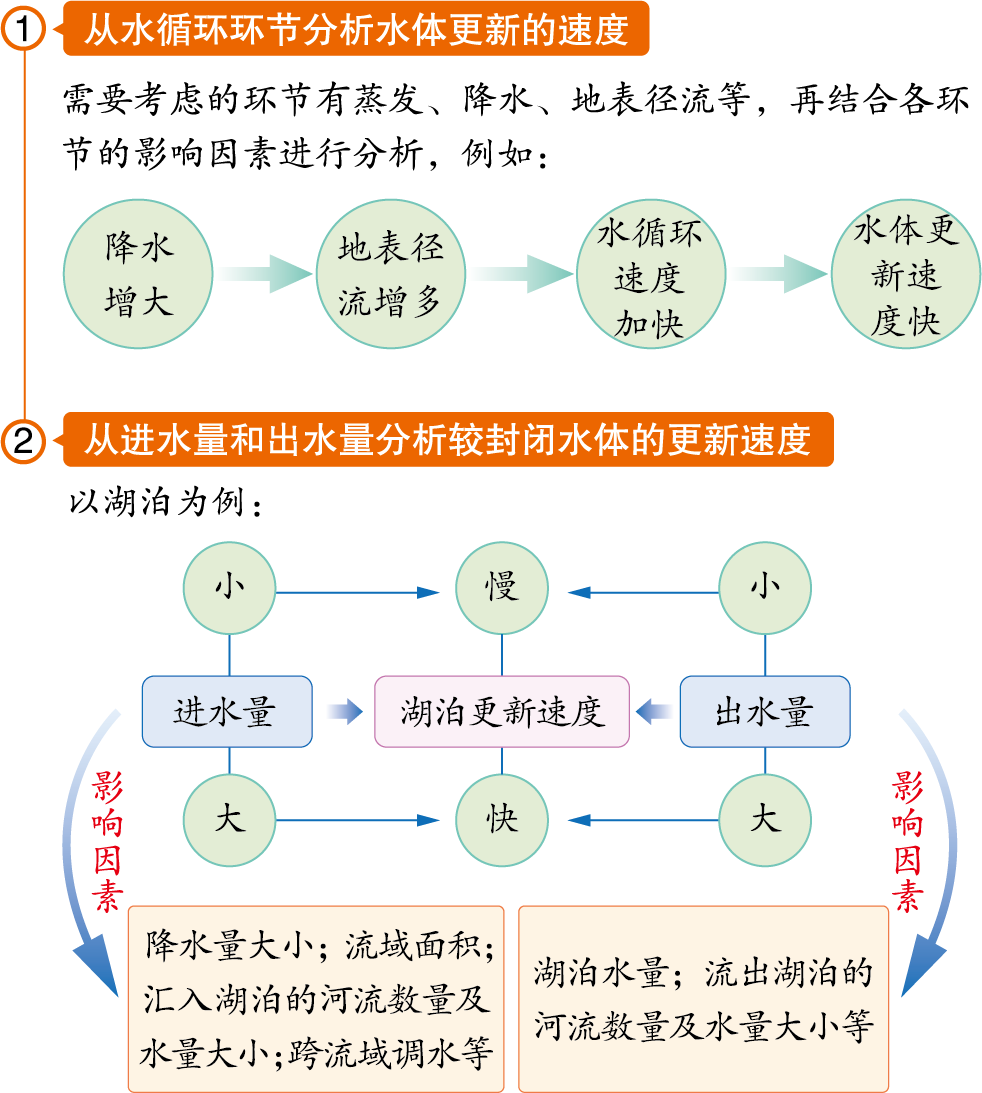 1 从水循环环节分析水体更新的速度
需要考虑的环节有蒸发、降水、地表径流等，再结合各环
节的影响因素进行分析，例如：
降水
增大
地表径
流增多
水循环
速度
加快
水体更
新速
度快
2 从进水量和出水量分析较封闭水体的更新速度
以湖泊为例：
小
慢
小
进水量
湖泊更新速度
出水量
大
快
大
影响因素
影响因素
降水量大小；流域面积；
汇入湖泊的河流数量及
水量大小；跨流域调水等
湖泊水量；流出湖泊的
河流数量及水量大小等